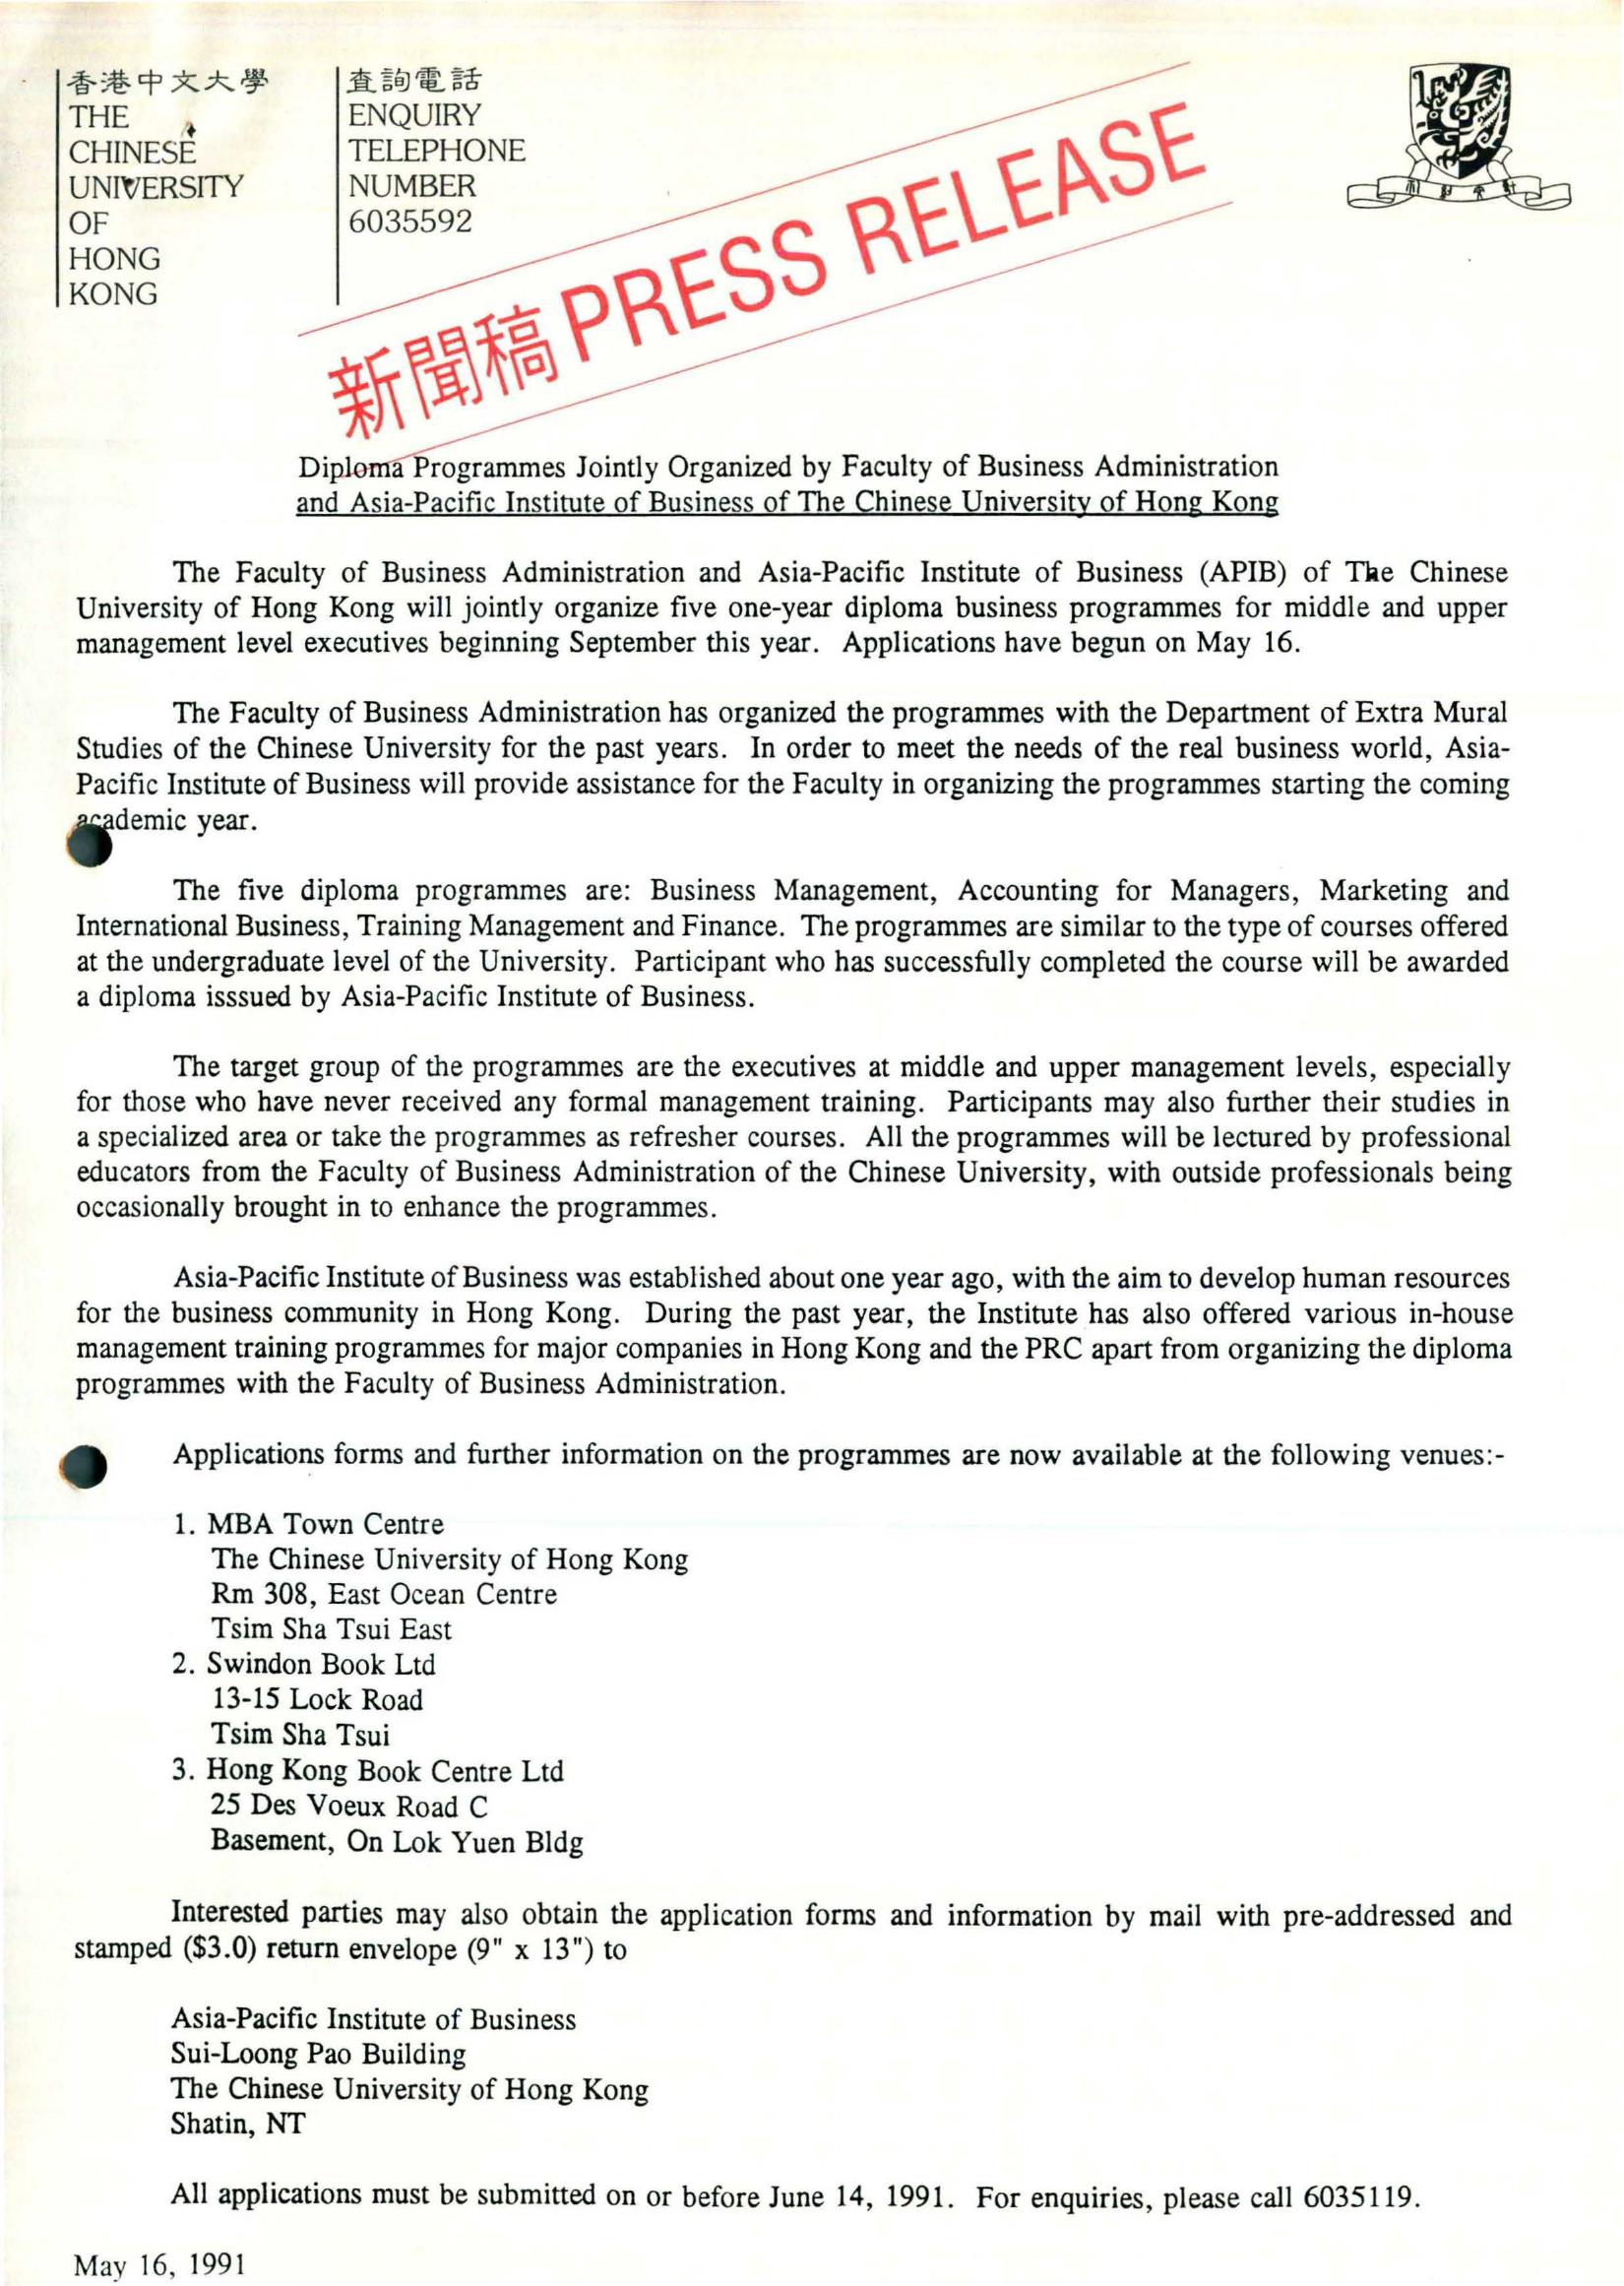 香港中文大學
THE
CHINESE
UNIVERSITY
OF
HONG
KONG
查詢電話
ENQUIRY
TELEPHONE
NUMBER
6035592
新聞稿 PRESS RELEASE
Diploma Programmes Jointly Organized by Faculty of Business Administration
and Asia-Pacific Institute of Business of The Chinese University of Hong Kong
The Faculty of Business Administration and Asia-Pacific Institute of Business (APIB) of The Chinese
University of Hong Kong will jointly organize five one-year diploma business programmes for middle and upper
management level executives beginning September this year. Applications have begun on May 16.
The Faculty of Business Administration has organized the programmes with the Department of Extra Mural
Studies of the Chinese University for the past years. In order to meet the needs of the real business world, Asia-
Pacific Institute of Business will provide assistance for the Faculty in organizing the programmes starting the coming
academic year.
The five diploma programmes are: Business Management, Accounting for Managers, Marketing and
International Business, Training Management and Finance. The programmes are similar to the type of courses offered
at the undergraduate level of the University. Participant who has successfully completed the course will be awarded
a diploma isssued by Asia-Pacific Institute of Business.
The target group of the programmes are the executives at middle and upper management levels, especially
for those who have never received any formal management training. Participants may also further their studies in
a specialized area or take the programmes as refresher courses. All the programmes will be lectured by professional
educators from the Faculty of Business Administration of the Chinese University, with outside professionals being
occasionally brought in to enhance the programmes.
Asia-Pacific Institute of Business was established about one year ago, with the aim to develop human resources
for the business community in Hong Kong. During the past year, the Institute has also offered various in-house
management training programmes for major companies in Hong Kong and the PRC apart from organizing the diploma
programmes with the Faculty of Business Administration.
Applications forms and further information on the programmes are now available at the following venues:-
1. MBA Town Centre
The Chinese University of Hong Kong
Rm 308, East Ocean Centre
Tsim Sha Tsui East
2. Swindon Book Ltd
13-15 Lock Road
Tsim Sha Tsui
3. Hong Kong Book Centre Ltd
25 Des Voeux Road C
Basement, On Lok Yuen Bldg
Interested parties may also obtain the application forms and information by mail with pre-addressed and
stamped ($3.0) return envelope (9" x 13") to
Asia-Pacific Institute of Business
Sui-Loong Pao Building
The Chinese University of Hong Kong
Shatin, NT
All applications must be submitted on or before June 14, 1991. For enquiries, please call 6035119.
May 16, 1991